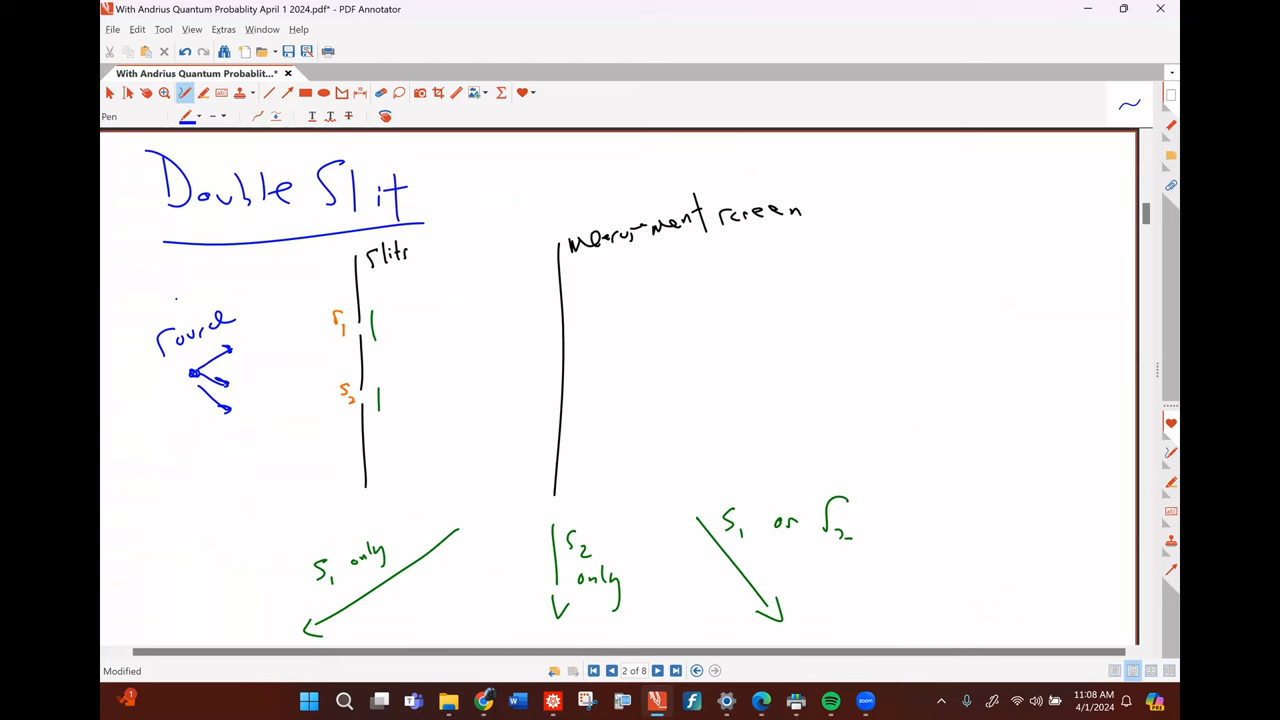 With Andrius Quantum Probablity April 1 2024.pdf* - PDF Annotator
File Edit Tool View Extras Window Help
With Andrius Quantum Probablit...*
Pen
Double Slit
slits
measurement screen
source
s1
s2
s1 only
s2 only
s1 or s2
Modified
2 of 8
1
11:08 AM
4/1/2024